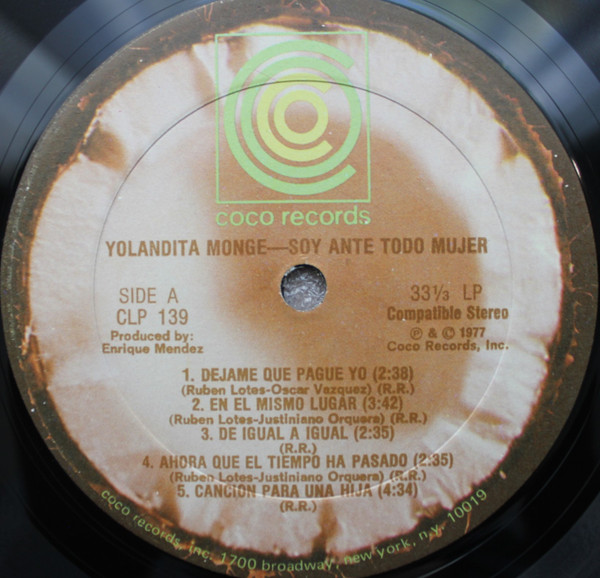 coco records
YOLANDITA MONGE—SOY ANTE TODO MUJER
SIDE A
CLP 139
Produced by:
Enrique Mendez
33⅓ LP
Compatible Stereo
℗ & © 1977
Coco Records, Inc.
1. DEJAME QUE PAGUE YO (2:38)
(Ruben Lotes-Oscar Vazquez) (R.R.)
2. EN EL MISMO LUGAR (3:42)
(Ruben Lotes-Justiniano Orquera) (R.R.)
3. DE IGUAL A IGUAL (2:35)
(R.R.)
4. AHORA QUE EL TIEMPO HA PASADO (2:35)
(Ruben Lotes-Justiniano Orquera) (R.R.)
5. CANCION PARA UNA HIJA (4:34)
(R.R.)
coco records, inc. 1700 broadway, new york, n.y. 10019